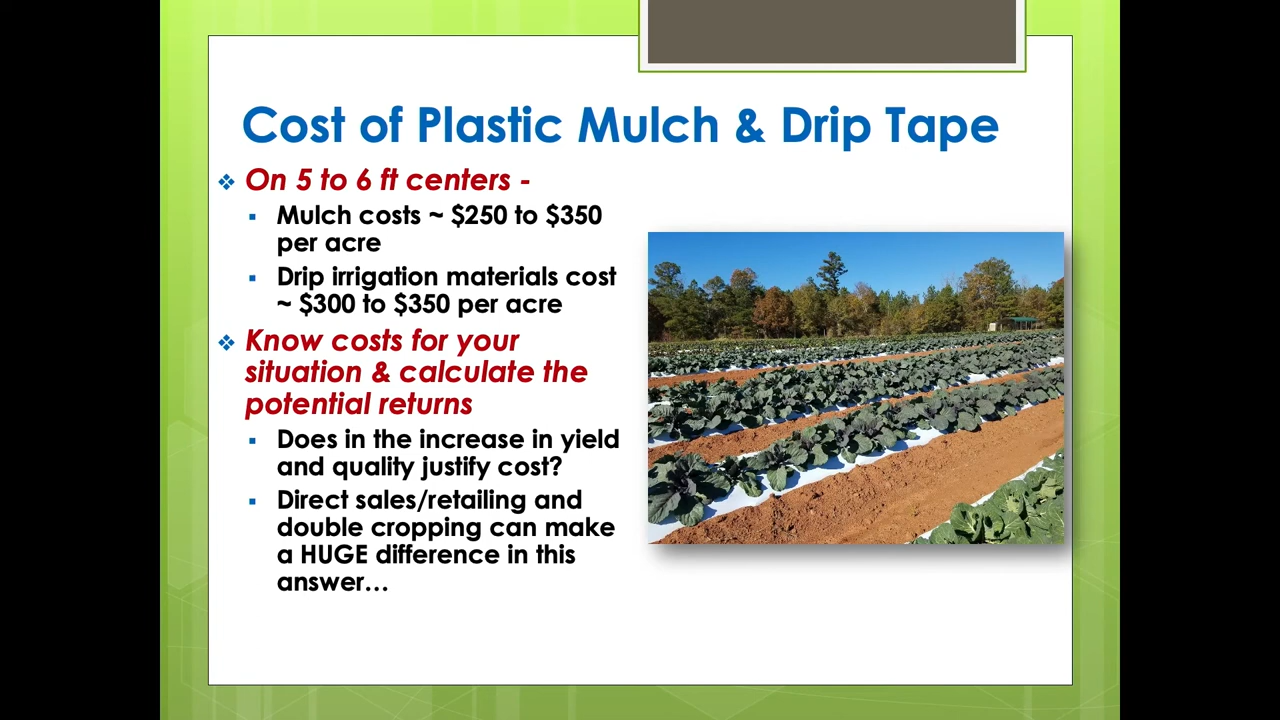 Cost of Plastic Mulch & Drip Tape
❖ On 5 to 6 ft centers -
▪ Mulch costs ~ $250 to $350
per acre
▪ Drip irrigation materials cost
~ $300 to $350 per acre
❖ Know costs for your
situation & calculate the
potential returns
▪ Does in the increase in yield
and quality justify cost?
▪ Direct sales/retailing and
double cropping can make
a HUGE difference in this
answer…